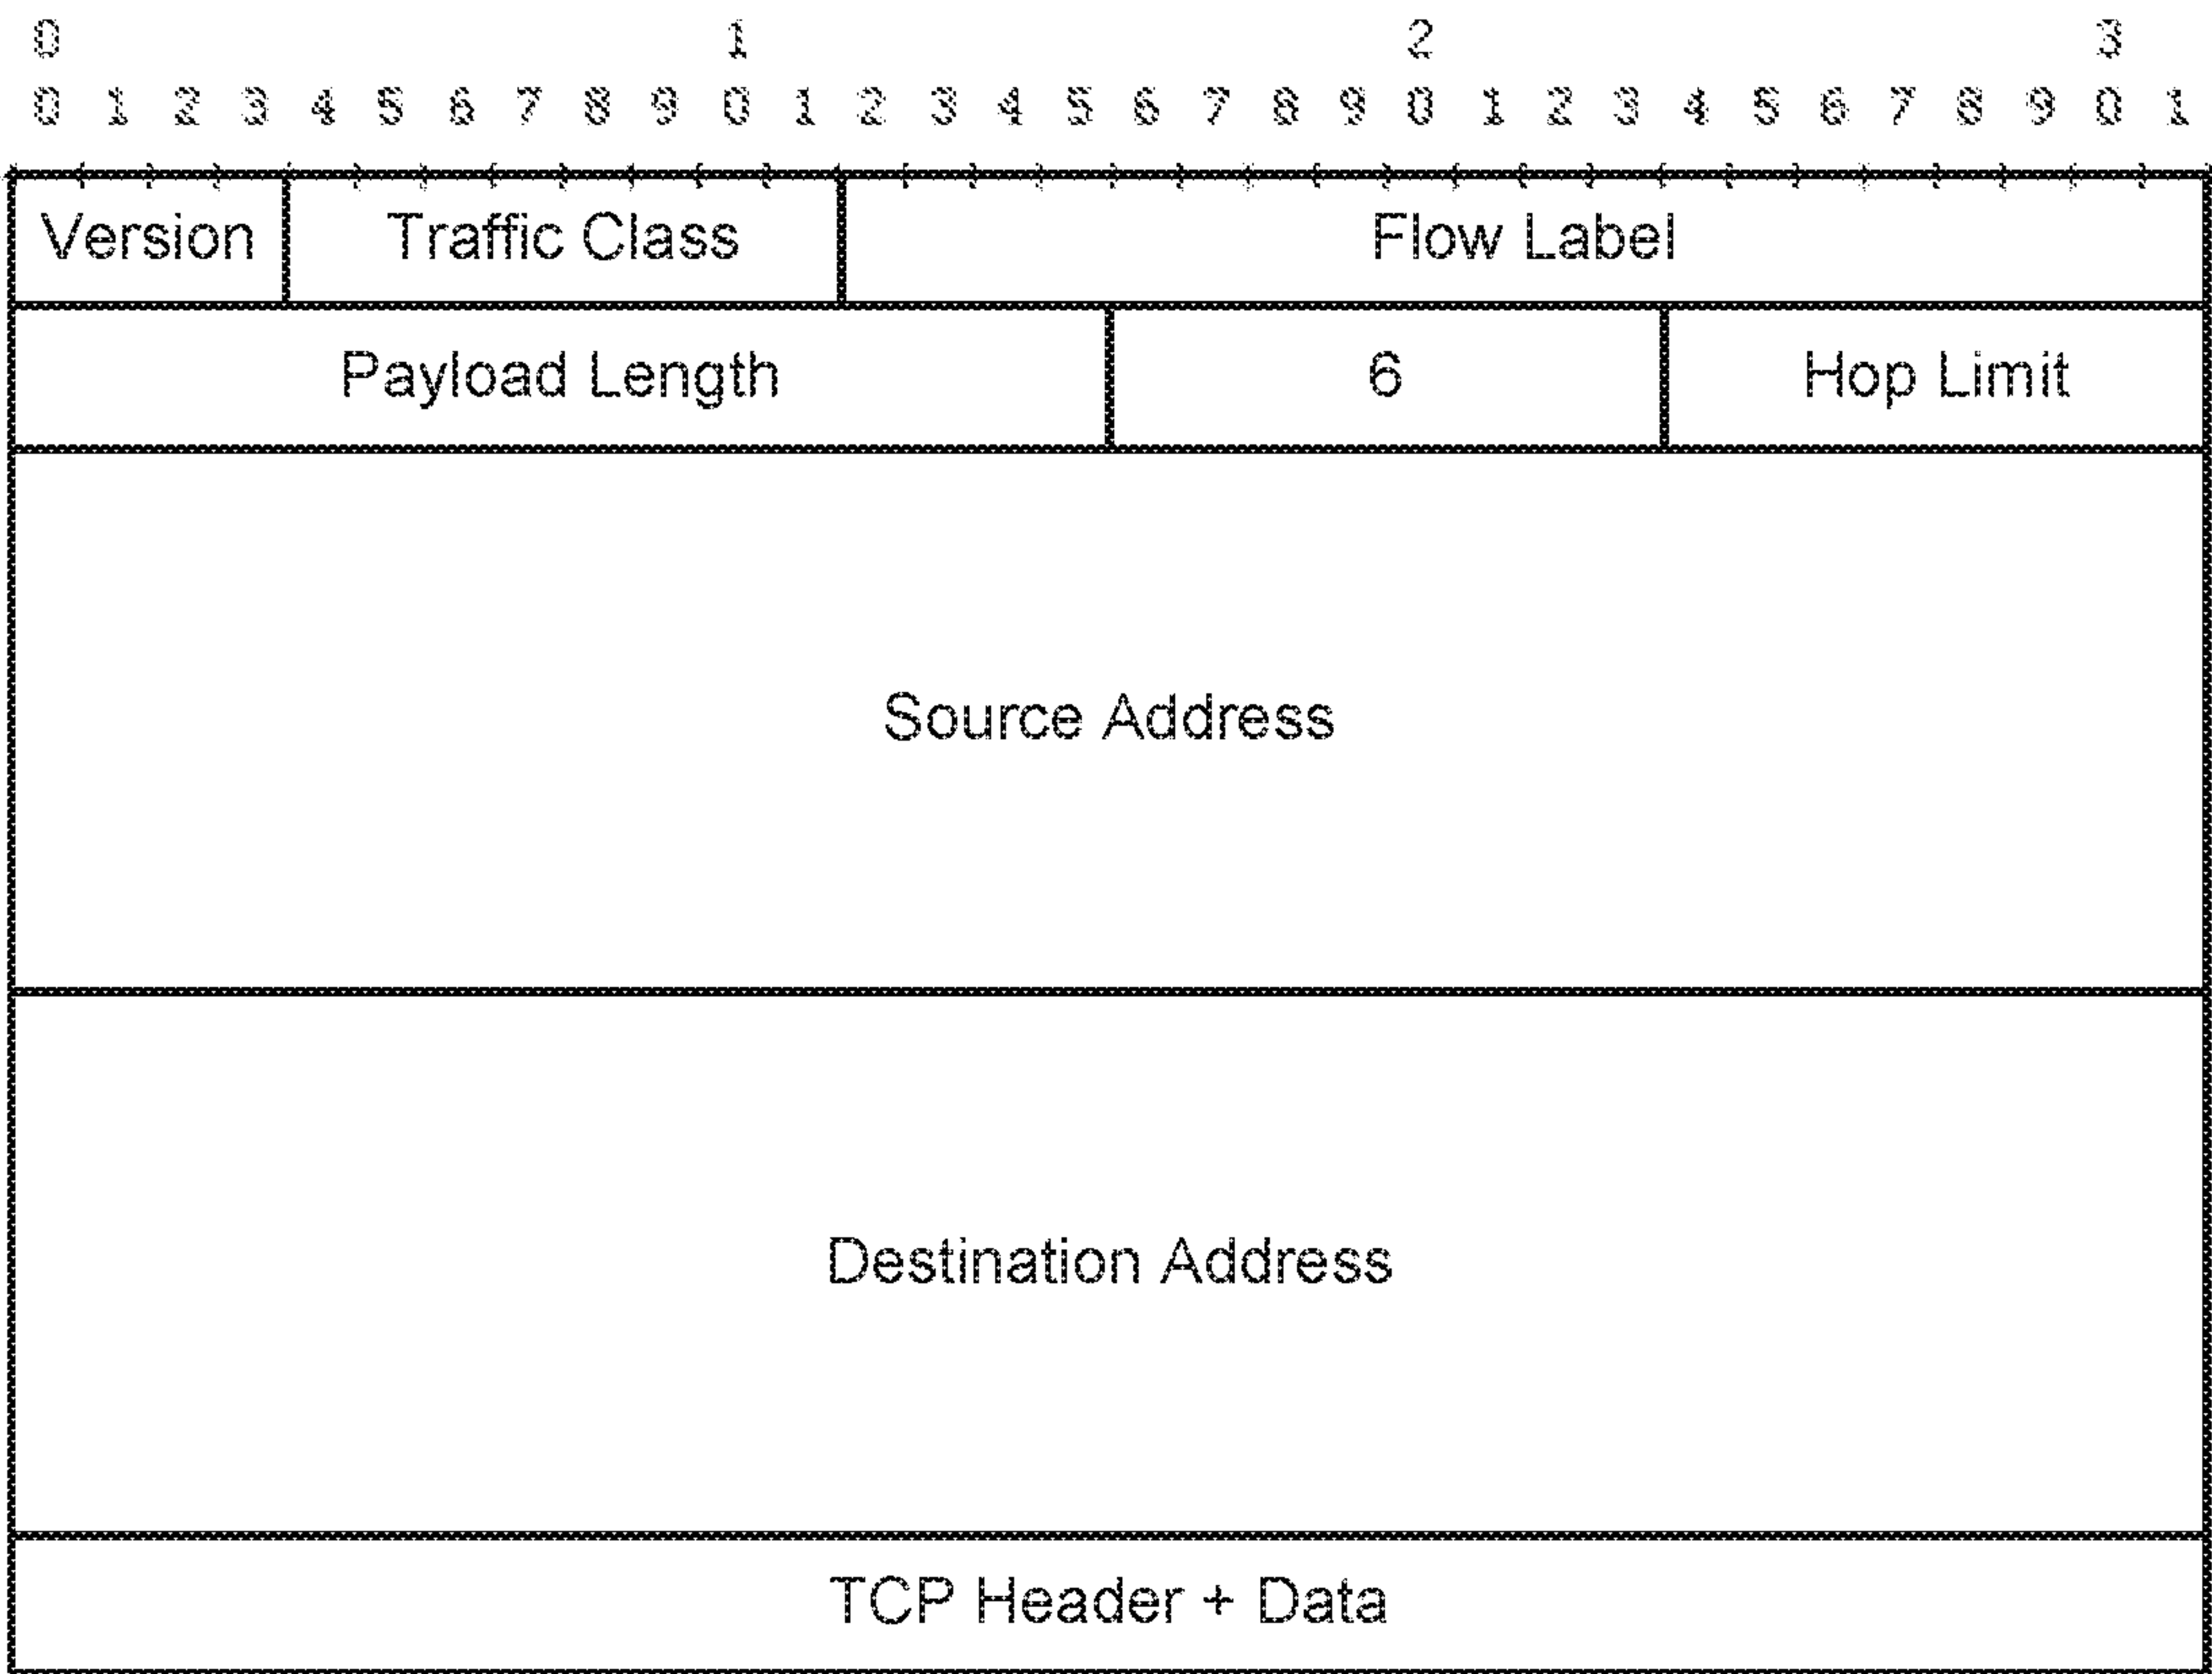 0 1 2 3
0 1 2 3 4 5 6 7 8 9 0 1 2 3 4 5 6 7 8 9 0 1 2 3 4 5 6 7 8 9 0 1
Version Traffic Class Flow Label
Payload Length 6 Hop Limit
Source Address
Destination Address
TCP Header + Data